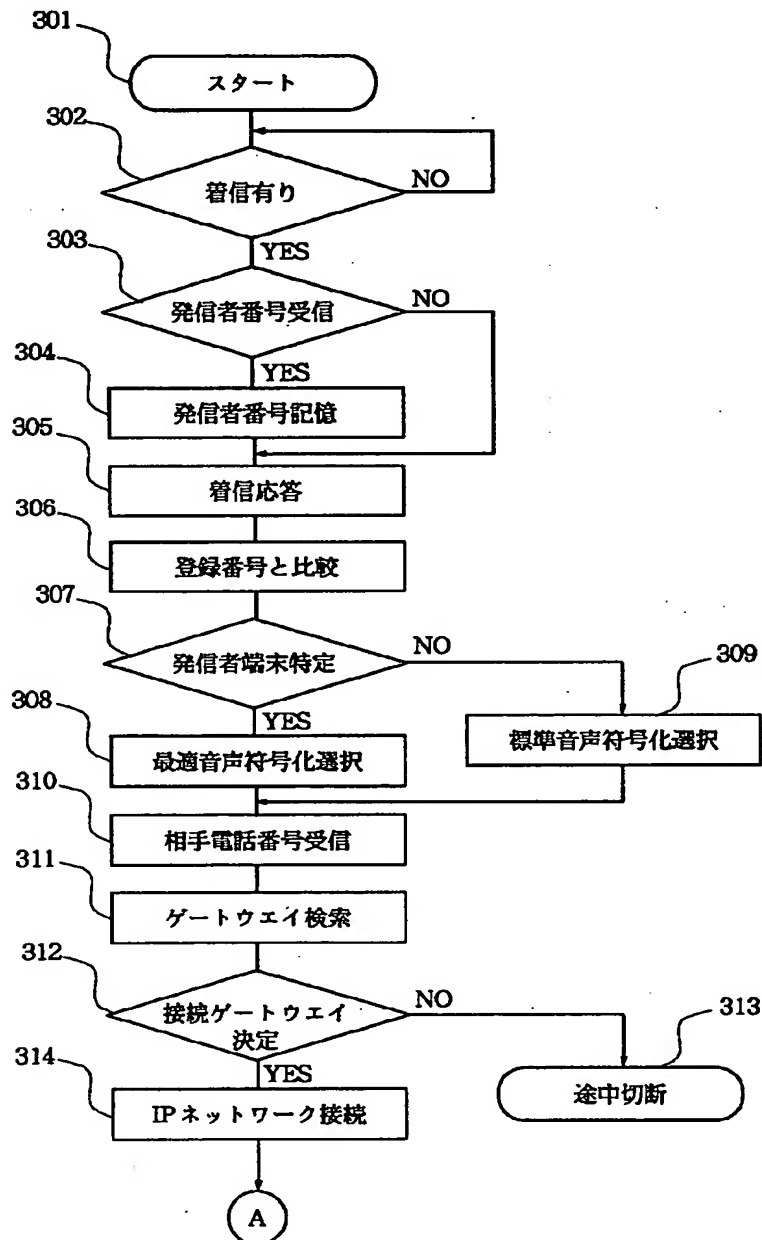 301
スタート
302
着信有り
NO
303
YES
発信者番号受信
NO
304
YES
発信者番号記憶
305
着信応答
306
登録番号と比較
307
発信者端末特定
NO
309
308
YES
最適音声符号化選択
標準音声符号化選択
310
相手電話番号受信
311
ゲートウエイ検索
312
接続ゲートウエイ
決定
NO
313
314
YES
途中切断
IPネットワーク接続
A